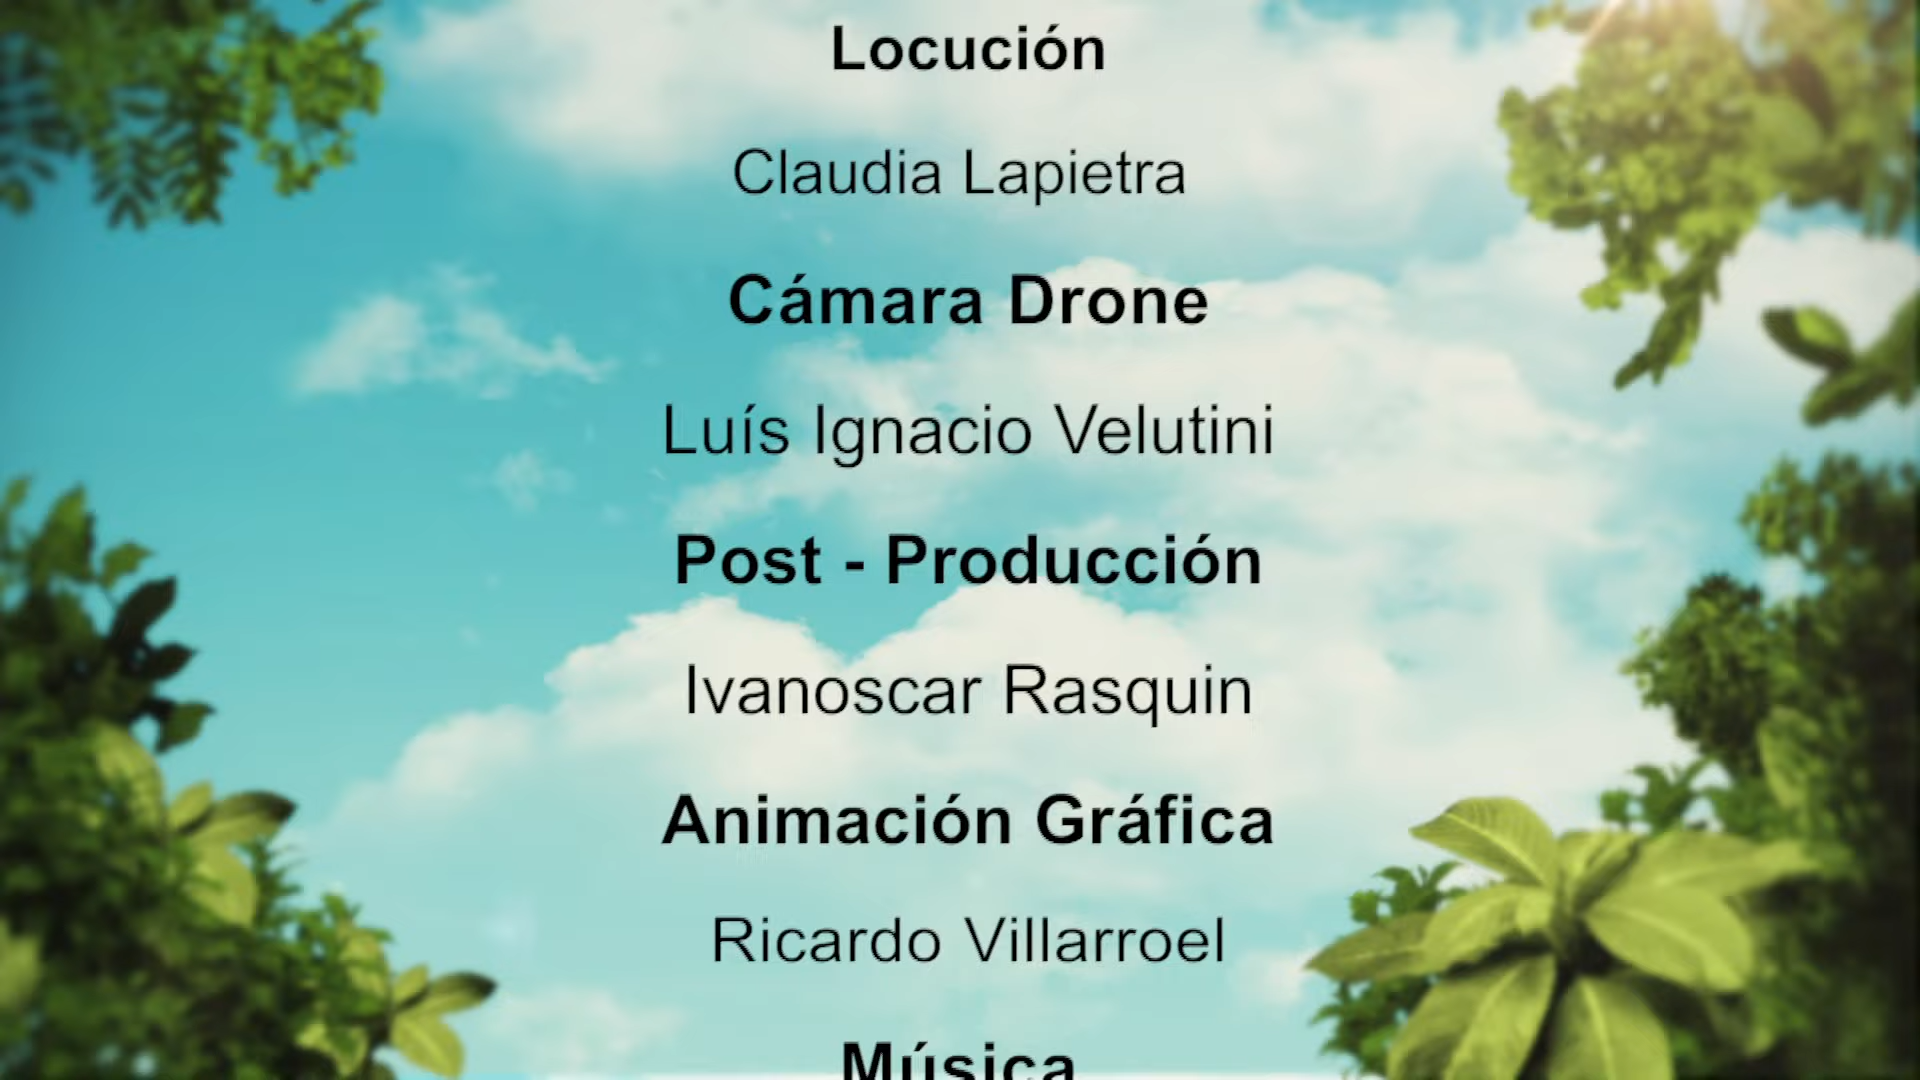 Locución
Claudia Lapietra
Cámara Drone
Luís Ignacio Velutini
Post - Producción
Ivanoscar Rasquin
Animación Gráfica
Ricardo Villarroel
Música